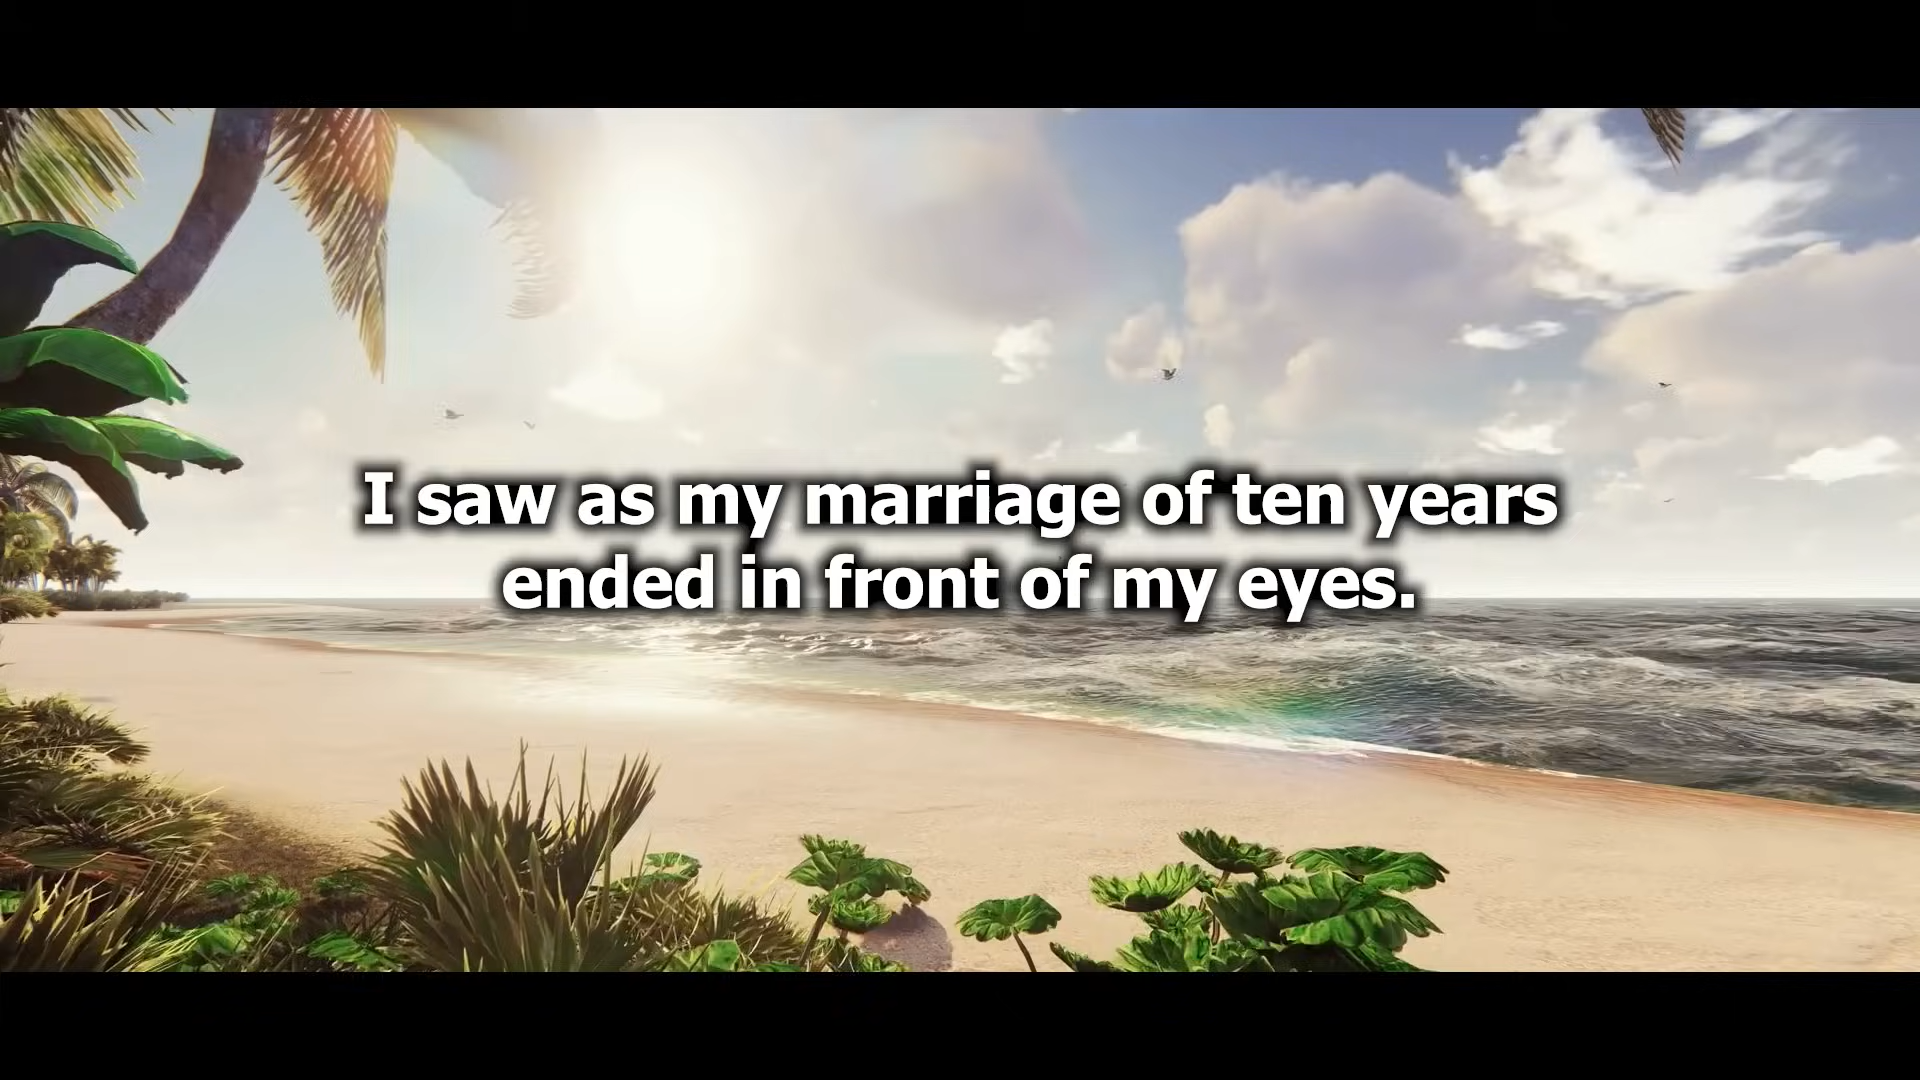 I saw as my marriage of ten years
ended in front of my eyes.